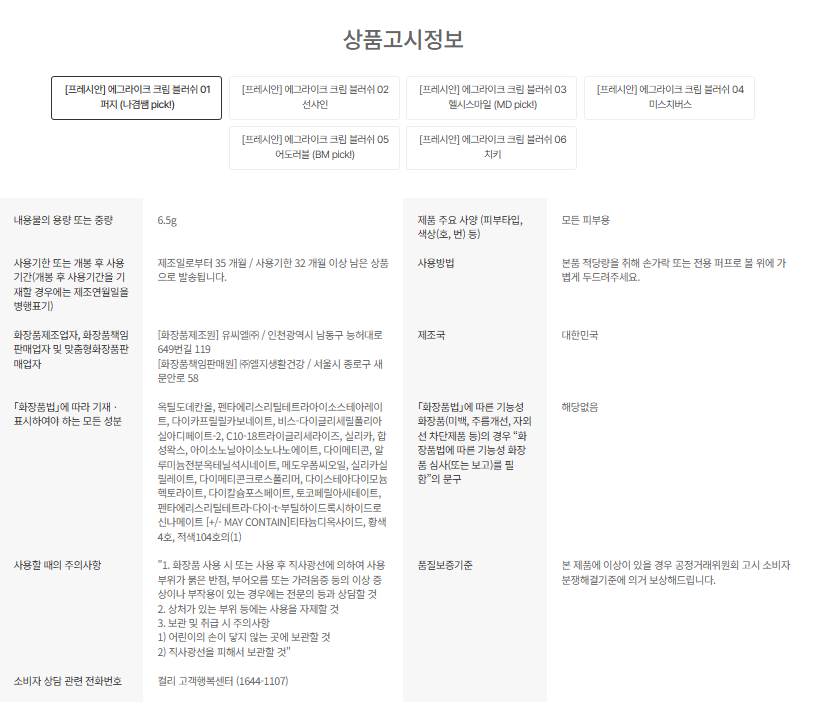 상품고시정보
[프레시안] 에그라이크 크림 블러쉬 01
퍼지 (나겸쌤 pick!)
[프레시안] 에그라이크 크림 블러쉬 02
선샤인
[프레시안] 에그라이크 크림 블러쉬 03
헬시스마일 (MD pick!)
[프레시안] 에그라이크 크림 블러쉬 04
미스치버스
[프레시안] 에그라이크 크림 블러쉬 05
어도러블 (BM pick!)
[프레시안] 에그라이크 크림 블러쉬 06
치키
내용물의 용량 또는 중량
6.5g
제품 주요 사양 (피부타입,
색상(호, 번) 등)
모든 피부용
사용기한 또는 개봉 후 사용
기간(개봉 후 사용기간을 기
재할 경우에는 제조연월일을
병행표기)
제조일로부터 35 개월 / 사용기한 32 개월 이상 남은 상품
으로 발송됩니다.
사용방법
본품 적당량을 취해 손가락 또는 전용 퍼프로 볼 위에 가
볍게 두드려주세요.
화장품제조업자, 화장품책임
판매업자 및 맞춤형화장품판
매업자
[화장품제조원] 유씨엘㈜ / 인천광역시 남동구 능허대로
649번길 119
[화장품책임판매원] ㈜엘지생활건강 / 서울시 종로구 새
문안로 58
제조국
대한민국
「화장품법」에 따라 기재ㆍ
표시하여야 하는 모든 성분
옥틸도데칸올, 펜타에리스리틸테트라아이소스테아레이
트, 다이카프릴릴카보네이트, 비스-다이글리세릴폴리아
실아디페이트-2, C10-18트라이글리세라이즈, 실리카, 합
성왁스, 아이소노닐아이소노나노에이트, 다이메티콘, 알
루미늄전분옥테닐석시네이트, 메도우폼씨오일, 실리카실
릴레이트, 다이메티콘크로스폴리머, 다이스테아다이모늄
헥토라이트, 다이칼슘포스페이트, 토코페릴아세테이트,
펜타에리스리틸테트라-다이-t-부틸하이드록시하이드로
신나메이트 [+/- MAY CONTAIN]티타늄디옥사이드, 황색
4호, 적색104호의(1)
「화장품법」에 따른 기능성
화장품(미백, 주름개선, 자외
선 차단제품 등)의 경우 “화
장품법에 따른 기능성 화장
품 심사(또는 보고)를 필
함”의 문구
해당없음
사용할 때의 주의사항
"1. 화장품 사용 시 또는 사용 후 직사광선에 의하여 사용
부위가 붉은 반점, 부어오름 또는 가려움증 등의 이상 증
상이나 부작용이 있는 경우에는 전문의 등과 상담할 것
2. 상처가 있는 부위 등에는 사용을 자제할 것
3. 보관 및 취급 시 주의사항
1) 어린이의 손이 닿지 않는 곳에 보관할 것
2) 직사광선을 피해서 보관할 것"
품질보증기준
본 제품에 이상이 있을 경우 공정거래위원회 고시 소비자
분쟁해결기준에 의거 보상해드립니다.
소비자 상담 관련 전화번호
컬리 고객행복센터 (1644-1107)